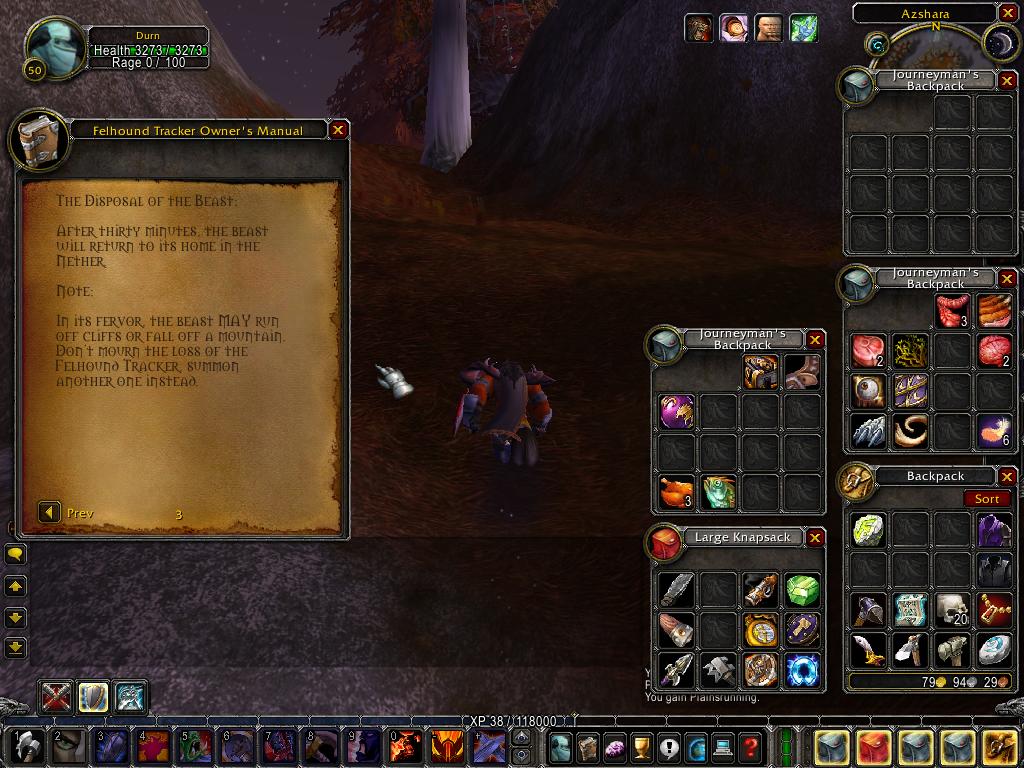 Durn
Health 3273 / 3273
Rage 0 / 100
50
Azshara
N
Felhound Tracker Owner's Manual
The Disposal of the Beast:
After thirty minutes, the beast
will return to its home in the
Nether.
Note:
In its fervor, the beast MAY run
off cliffs or fall off a mountain.
Don't mourn the loss of the
Felhound Tracker, summon
another one instead.
Prev
3
Journeyman's
Backpack
Journeyman's
Backpack
3
2
2
6
Journeyman's
Backpack
3
Backpack
Sort
20
79 94 29
Large Knapsack
You gain Plainsrunning.
XP 38 / 118000
1 2 3 4 5 6 7 8 9 0 - =